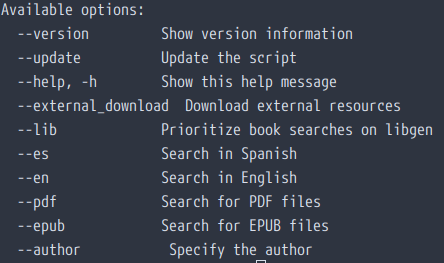 Available options:
  --version          Show version information
  --update           Update the script
  --help, -h         Show this help message
  --external_download  Download external resources
  --lib              Prioritize book searches on libgen
  --es               Search in Spanish
  --en               Search in English
  --pdf              Search for PDF files
  --epub             Search for EPUB files
  --author            Specify the author